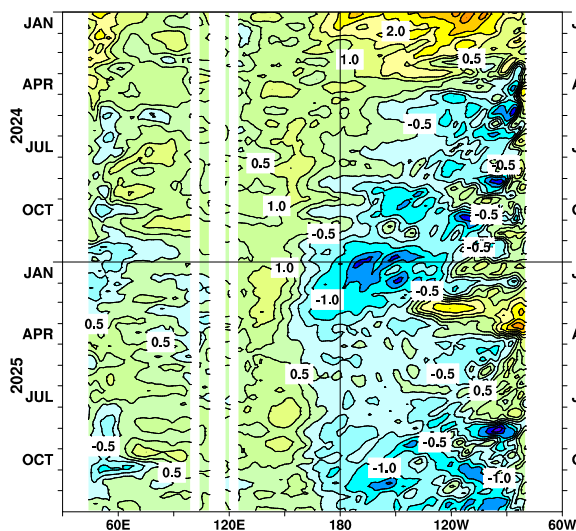 JAN J
2.0
1.0 0.5
APR A
-0.5
2024
JUL J
0.5 -0.5
1.0
OCT -0.5 O
-0.5
-0.5
JAN 1.0 J
-0.5
-1.0
0.5
APR 0.5 A
0.5 -0.5
2025
JUL 0.5 J
-0.5 -0.5
OCT 0.5 -1.0 -1.0 O
60E 120E 180 120W 60W